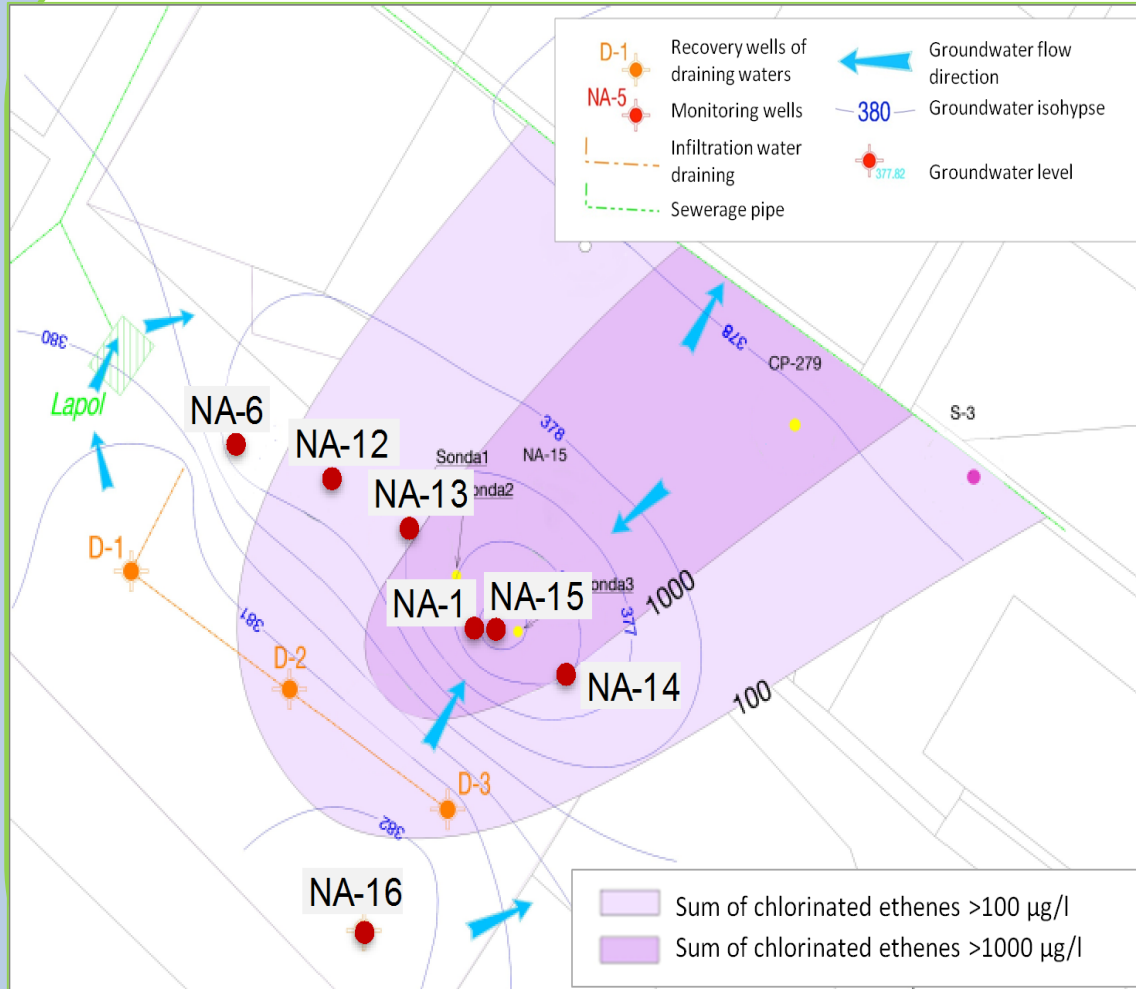 D-1
Recovery wells of
draining waters
NA-5
Monitoring wells
Infiltration water
draining
Sewerage pipe
Groundwater flow
direction
380
Groundwater isohypse
377.82
Groundwater level
378
CP-279
S-3
380
Lapol
NA-6
NA-12
378
Sonda1
NA-15
NA-13
onda2
D-1
NA-1
NA-15
onda3
1000
377
381
D-2
NA-14
100
D-3
382
NA-16
Sum of chlorinated ethenes >100 µg/l
Sum of chlorinated ethenes >1000 µg/l